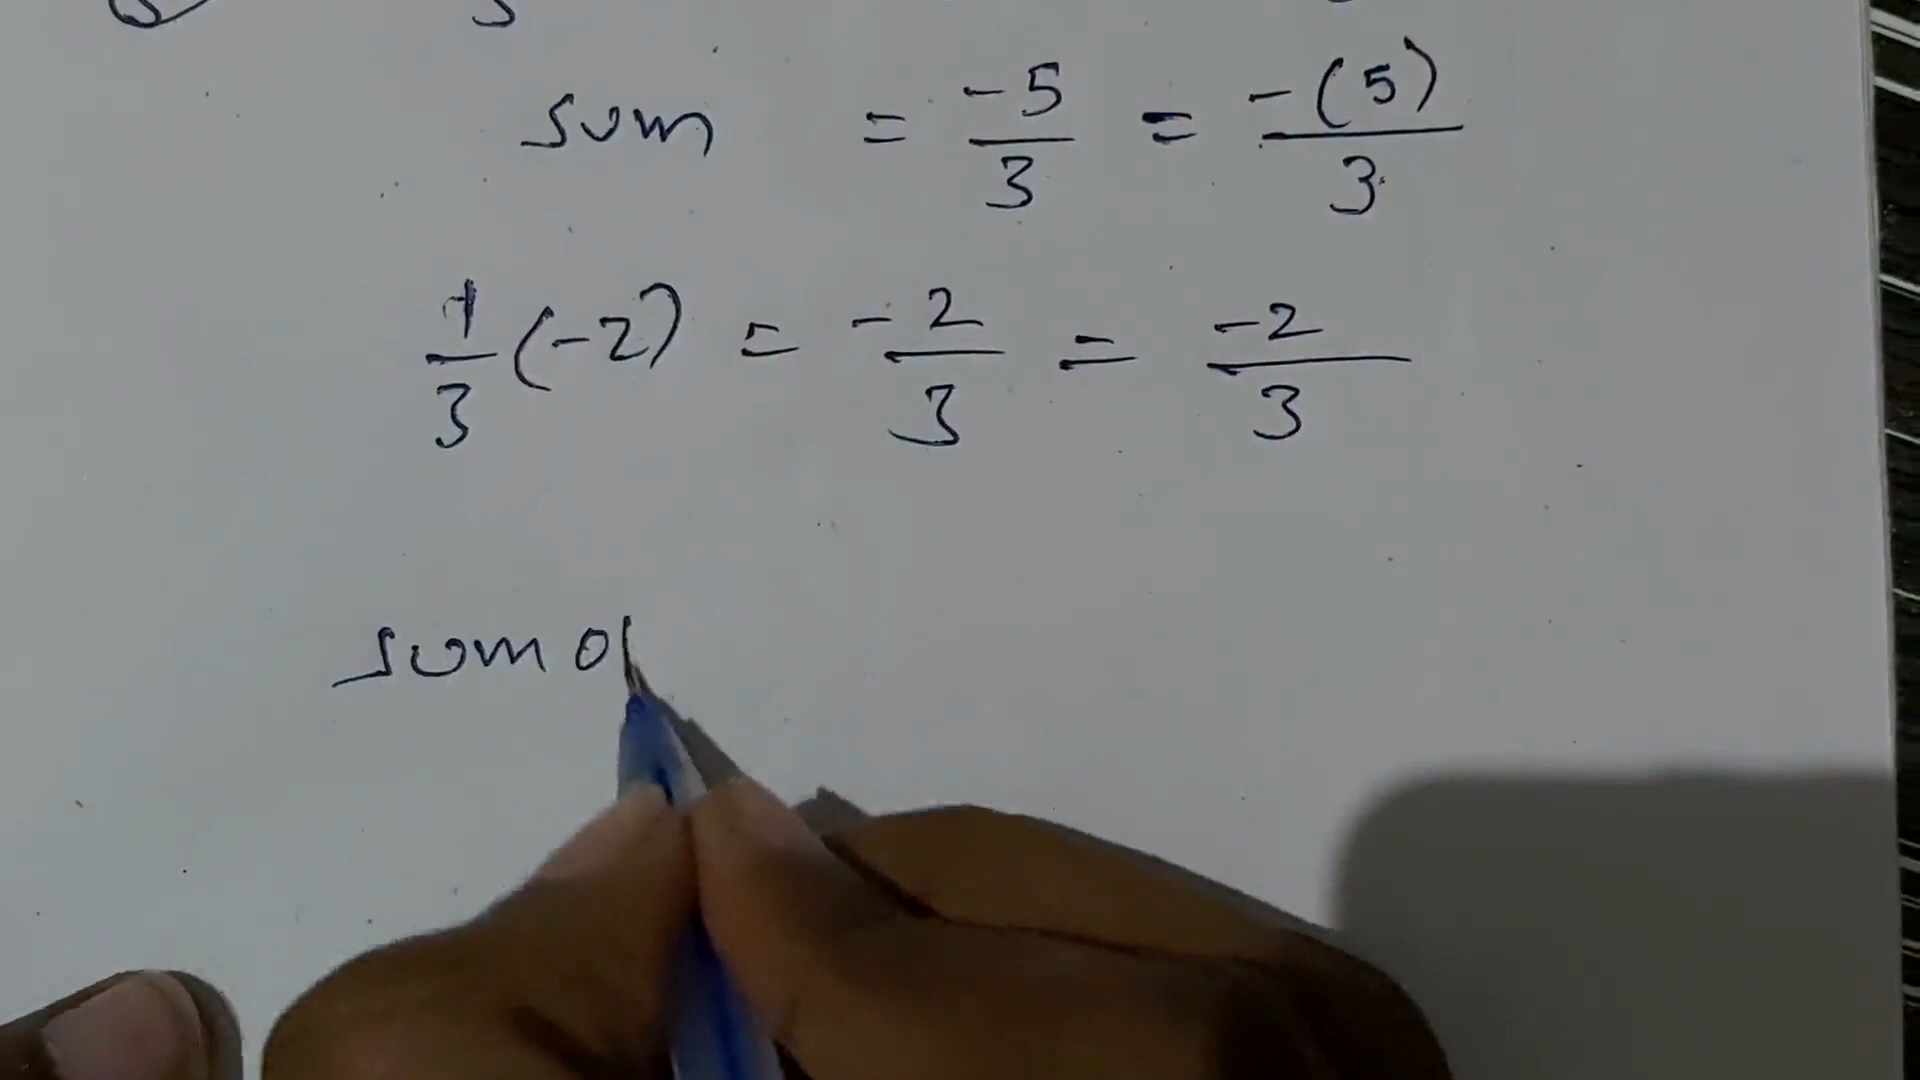 sum = -5/3 = -(5)/3
1/3 (-2) = -2/3 = -2/3
sum of